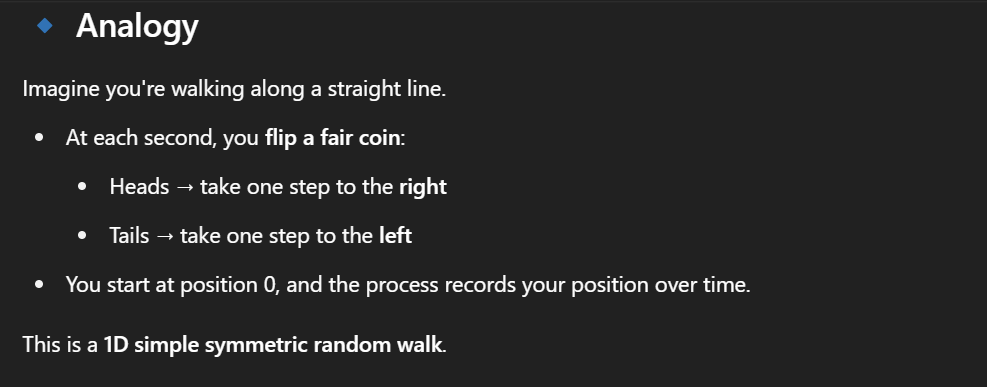 Analogy
Imagine you're walking along a straight line.
• At each second, you flip a fair coin:
• Heads → take one step to the right
• Tails → take one step to the left
• You start at position 0, and the process records your position over time.
This is a 1D simple symmetric random walk.